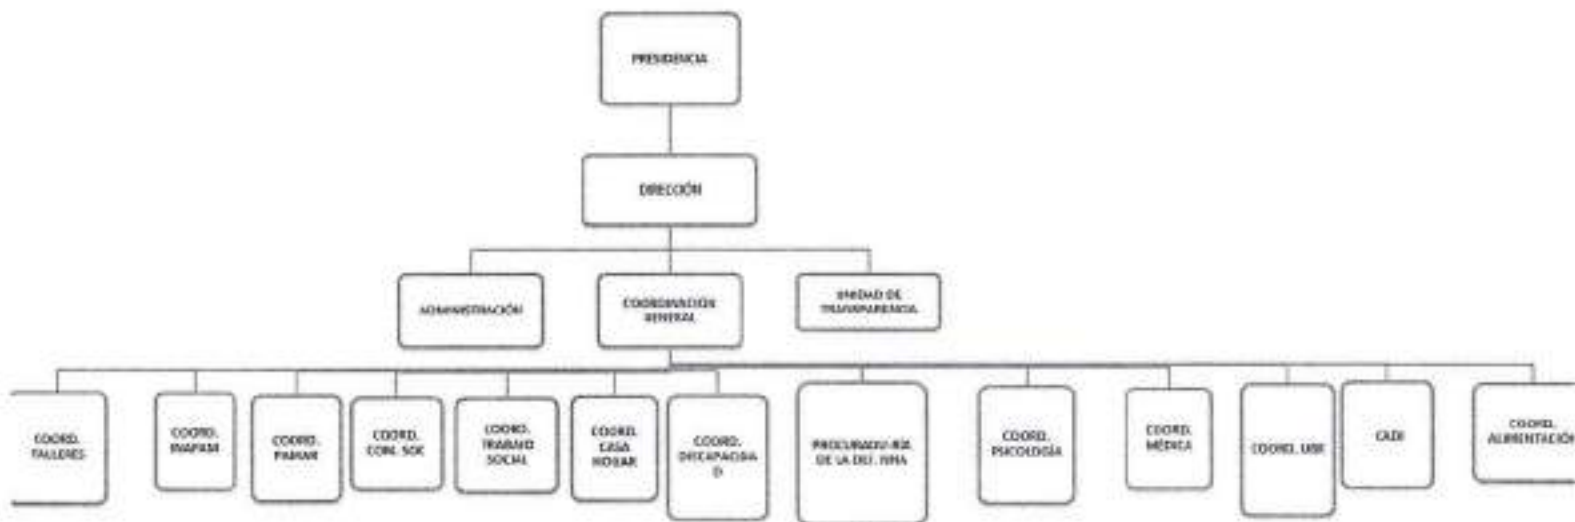 PRESIDENCIA
DIRECCIÓN
ADMINISTRACIÓN
COORDINACIÓN
GENERAL
UNIDAD DE
TRANSPARENCIA
COORD.
TALLERES
COORD.
INAPAM
COORD.
PAMAR
COORD.
COM. SOC
COORD.
TRABAJO
SOCIAL
COORD.
CASA
HOGAR
COORD.
DISCAPACIDA
D
PROCURADURÍA
DE LA DEF. NNA
COORD.
PSICOLOGÍA
COORD.
MÉDICA
COORD. UBR
CADI
COORD.
ALIMENTACIÓN